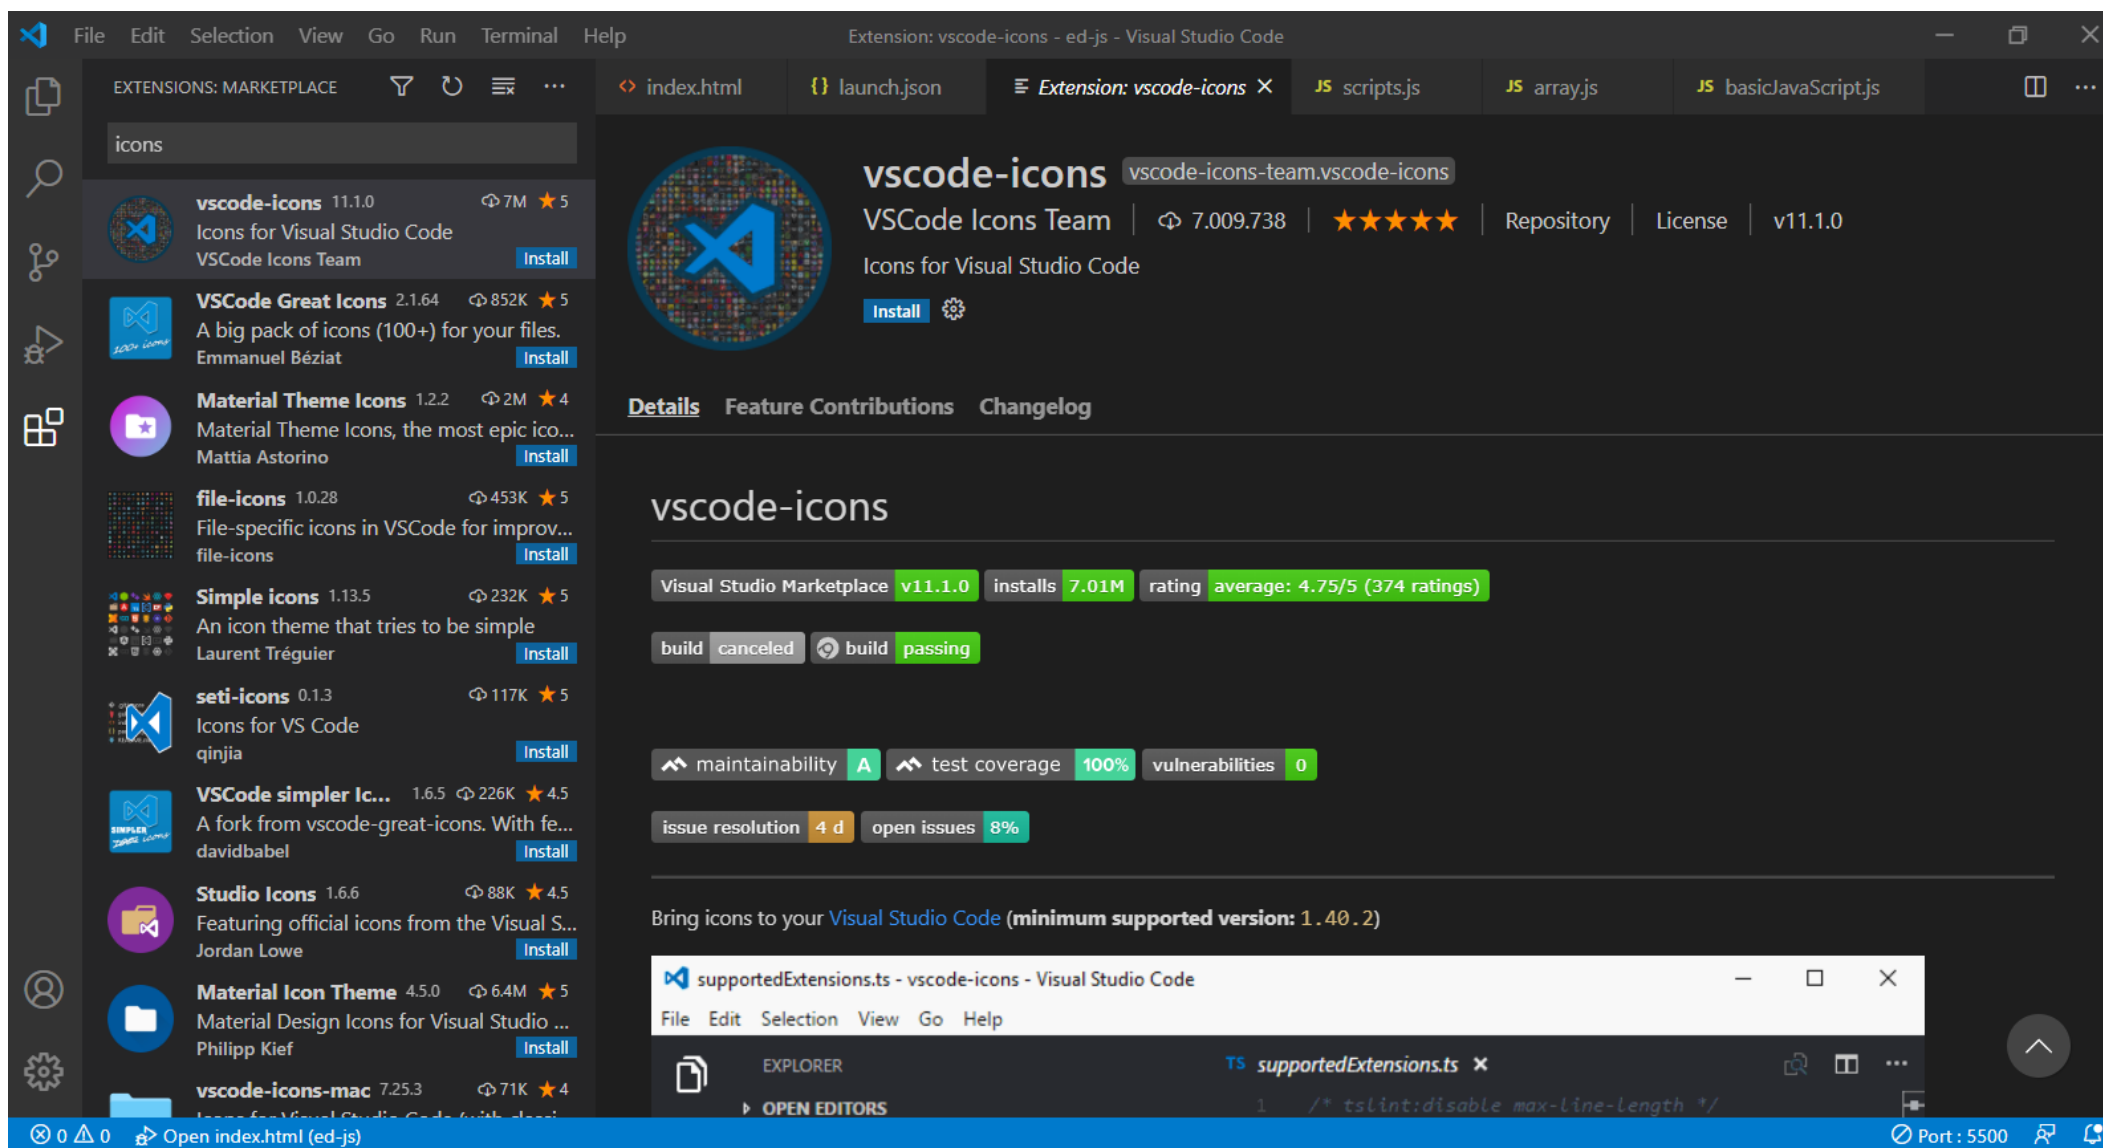 File Edit Selection View Go Run Terminal Help
Extension: vscode-icons - ed-js - Visual Studio Code
EXTENSIONS: MARKETPLACE
icons
vscode-icons 11.1.0 7M 5
Icons for Visual Studio Code
VSCode Icons Team Install
VSCode Great Icons 2.1.64 852K 5
A big pack of icons (100+) for your files.
Emmanuel Béziat Install
100+ icons
Material Theme Icons 1.2.2 2M 4
Material Theme Icons, the most epic ico...
Mattia Astorino Install
file-icons 1.0.28 453K 5
File-specific icons in VSCode for improv...
file-icons Install
Simple icons 1.13.5 232K 5
An icon theme that tries to be simple
Laurent Tréguier Install
seti-icons 0.1.3 117K 5
Icons for VS Code
qinjia Install
VSCode simpler Ic... 1.6.5 226K 4.5
A fork from vscode-great-icons. With fe...
davidbabel Install
SIMPLER
icons
Studio Icons 1.6.6 88K 4.5
Featuring official icons from the Visual S...
Jordan Lowe Install
Material Icon Theme 4.5.0 6.4M 5
Material Design Icons for Visual Studio ...
Philipp Kief Install
vscode-icons-mac 7.25.3 71K 4
index.html
{} launch.json
Extension: vscode-icons
JS scripts.js
JS array.js
JS basicJavaScript.js
vscode-icons vscode-icons-team.vscode-icons
VSCode Icons Team 7.009.738 Repository License v11.1.0
Icons for Visual Studio Code
Install
Details Feature Contributions Changelog
vscode-icons
Visual Studio Marketplace v11.1.0 installs 7.01M rating average: 4.75/5 (374 ratings)
build canceled build passing
maintainability A test coverage 100% vulnerabilities 0
issue resolution 4 d open issues 8%
Bring icons to your Visual Studio Code (minimum supported version: 1.40.2)
supportedExtensions.ts - vscode-icons - Visual Studio Code
File Edit Selection View Go Help
EXPLORER
TS supportedExtensions.ts
OPEN EDITORS
1 /* tslint:disable max-line-length */
0 0 Open index.html (ed-js)
Port : 5500